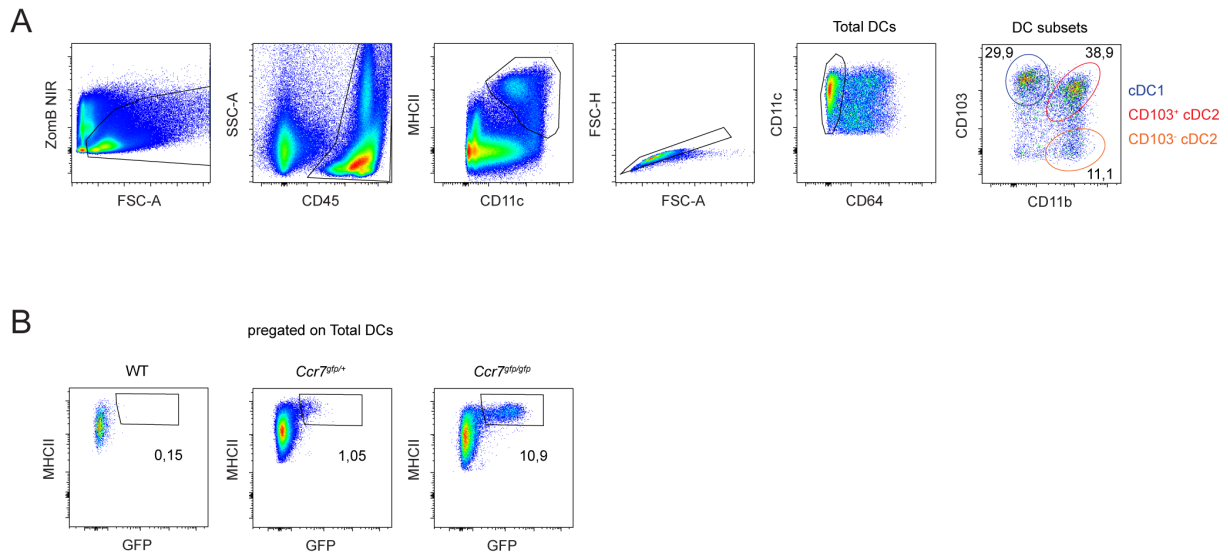 A
Total DCs
DC subsets
ZomB NIR
FSC-A
SSC-A
CD45
MHCII
CD11c
FSC-H
FSC-A
CD11c
CD64
29,9
38,9
11,1
CD103
CD11b
cDC1
CD103⁺ cDC2
CD103⁻ cDC2
B
pregated on Total DCs
WT
Ccr7gfp/+
Ccr7gfp/gfp
MHCII
0,15
GFP
MHCII
1,05
GFP
MHCII
10,9
GFP